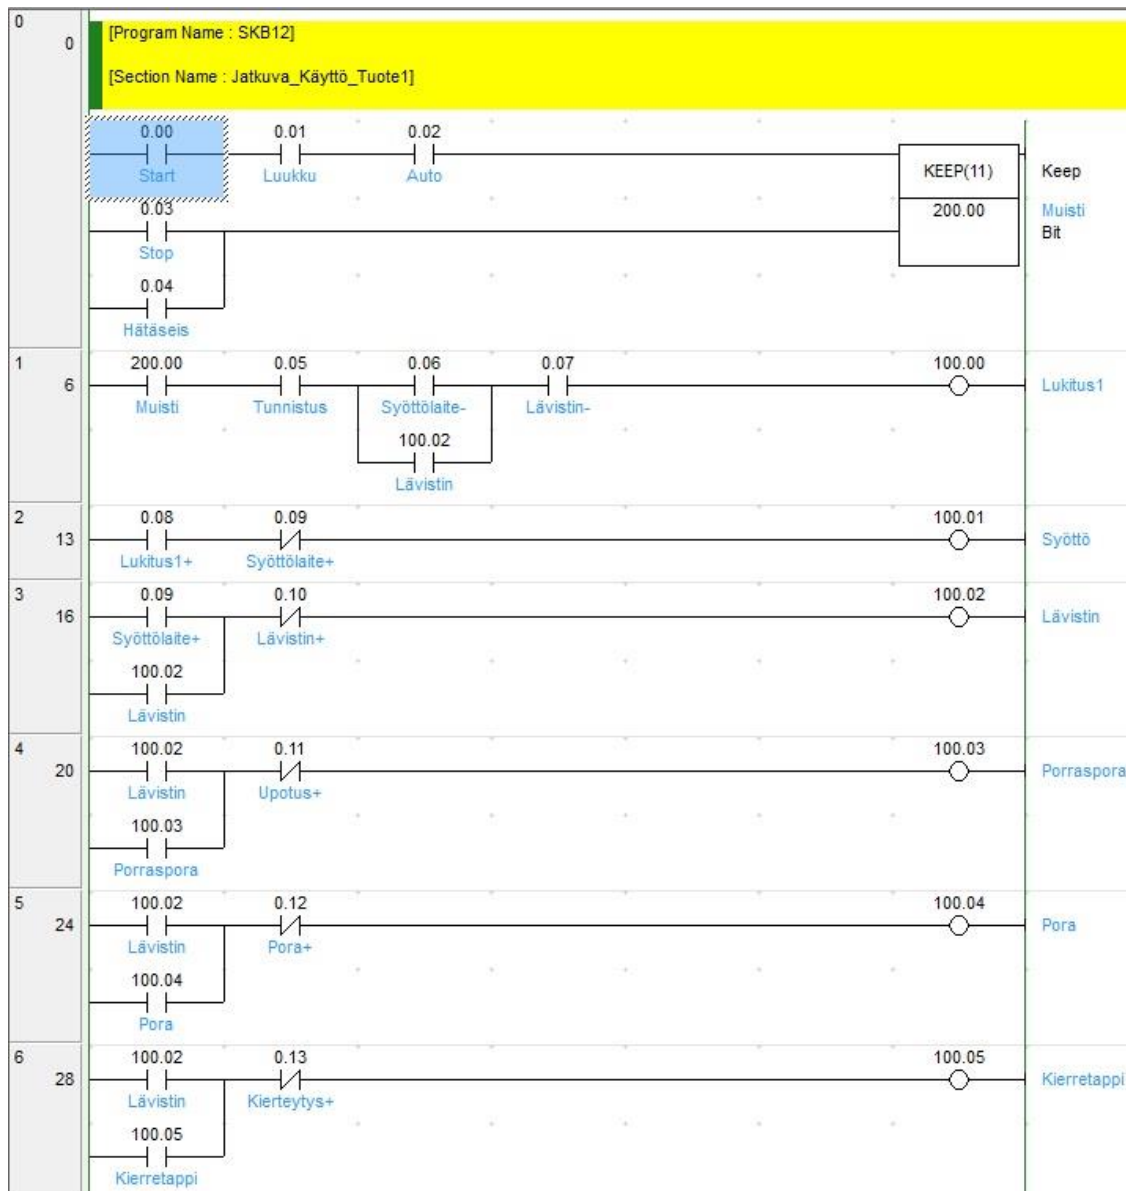 0
0
[Program Name : SKB12]
[Section Name : Jatkuva_Käyttö_Tuote1]
0.00 0.01 0.02
Start Luukku Auto
KEEP(11) Keep
0.03
200.00 Muisti
Stop
Bit
0.04
Hätäseis
1
6
200.00 0.05 0.06 0.07 100.00
Muisti Tunnistus Syöttölaite- Lävistin- Lukitus1
100.02
Lävistin
2
13
0.08 0.09 100.01
Lukitus1+ Syöttölaite+ Syöttö
3
16
0.09 0.10 100.02
Syöttölaite+ Lävistin+ Lävistin
100.02
Lävistin
4
20
100.02 0.11 100.03
Lävistin Upotus+ Porraspora
100.03
Porraspora
5
24
100.02 0.12 100.04
Lävistin Pora+ Pora
100.04
Pora
6
28
100.02 0.13 100.05
Lävistin Kierteytys+ Kierretappi
100.05
Kierretappi